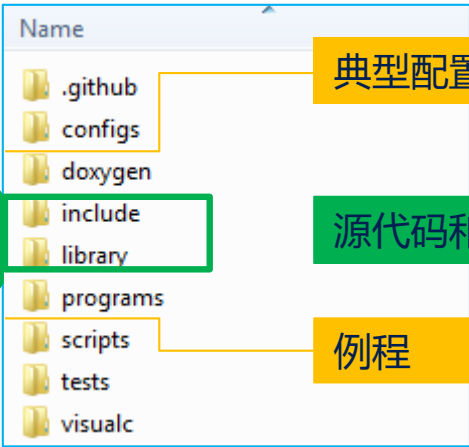 Name
.github
典型配置
configs
doxygen
include
源代码和
library
programs
scripts
例程
tests
visualc